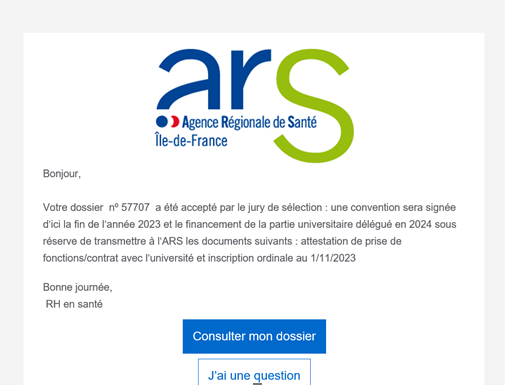 ars
Agence Régionale de Santé
Île-de-France
Bonjour,
Votre dossier n° 57707 a été accepté par le jury de sélection : une convention sera signée
d'ici la fin de l'année 2023 et le financement de la partie universitaire délégué en 2024 sous
réserve de transmettre à l'ARS les documents suivants : attestation de prise de
fonctions/contrat avec l'université et inscription ordinale au 1/11/2023
Bonne journée,
RH en santé
Consulter mon dossier
J'ai une question